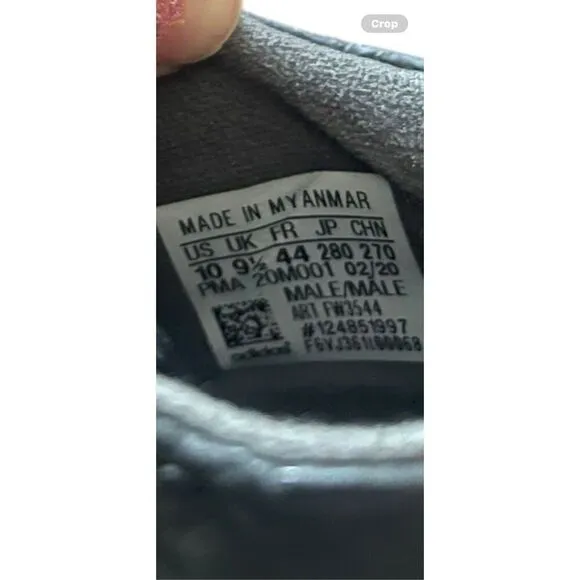 Crop
MADE IN MYANMAR
US UK FR JP CHN
10 9½ 44 280 270
PMA 20M001 02/20
MALE/MALE
ART FW3544
#124851997
adidas